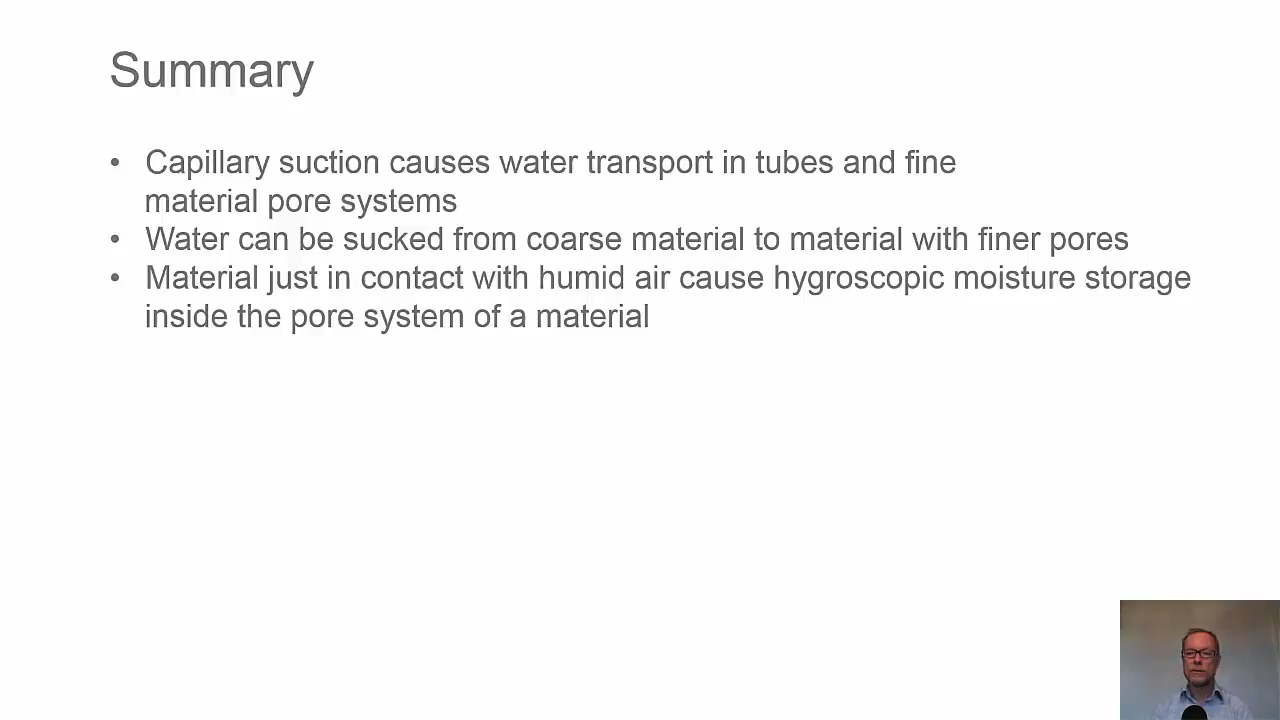 Summary
• Capillary suction causes water transport in tubes and fine
material pore systems
• Water can be sucked from coarse material to material with finer pores
• Material just in contact with humid air cause hygroscopic moisture storage
inside the pore system of a material